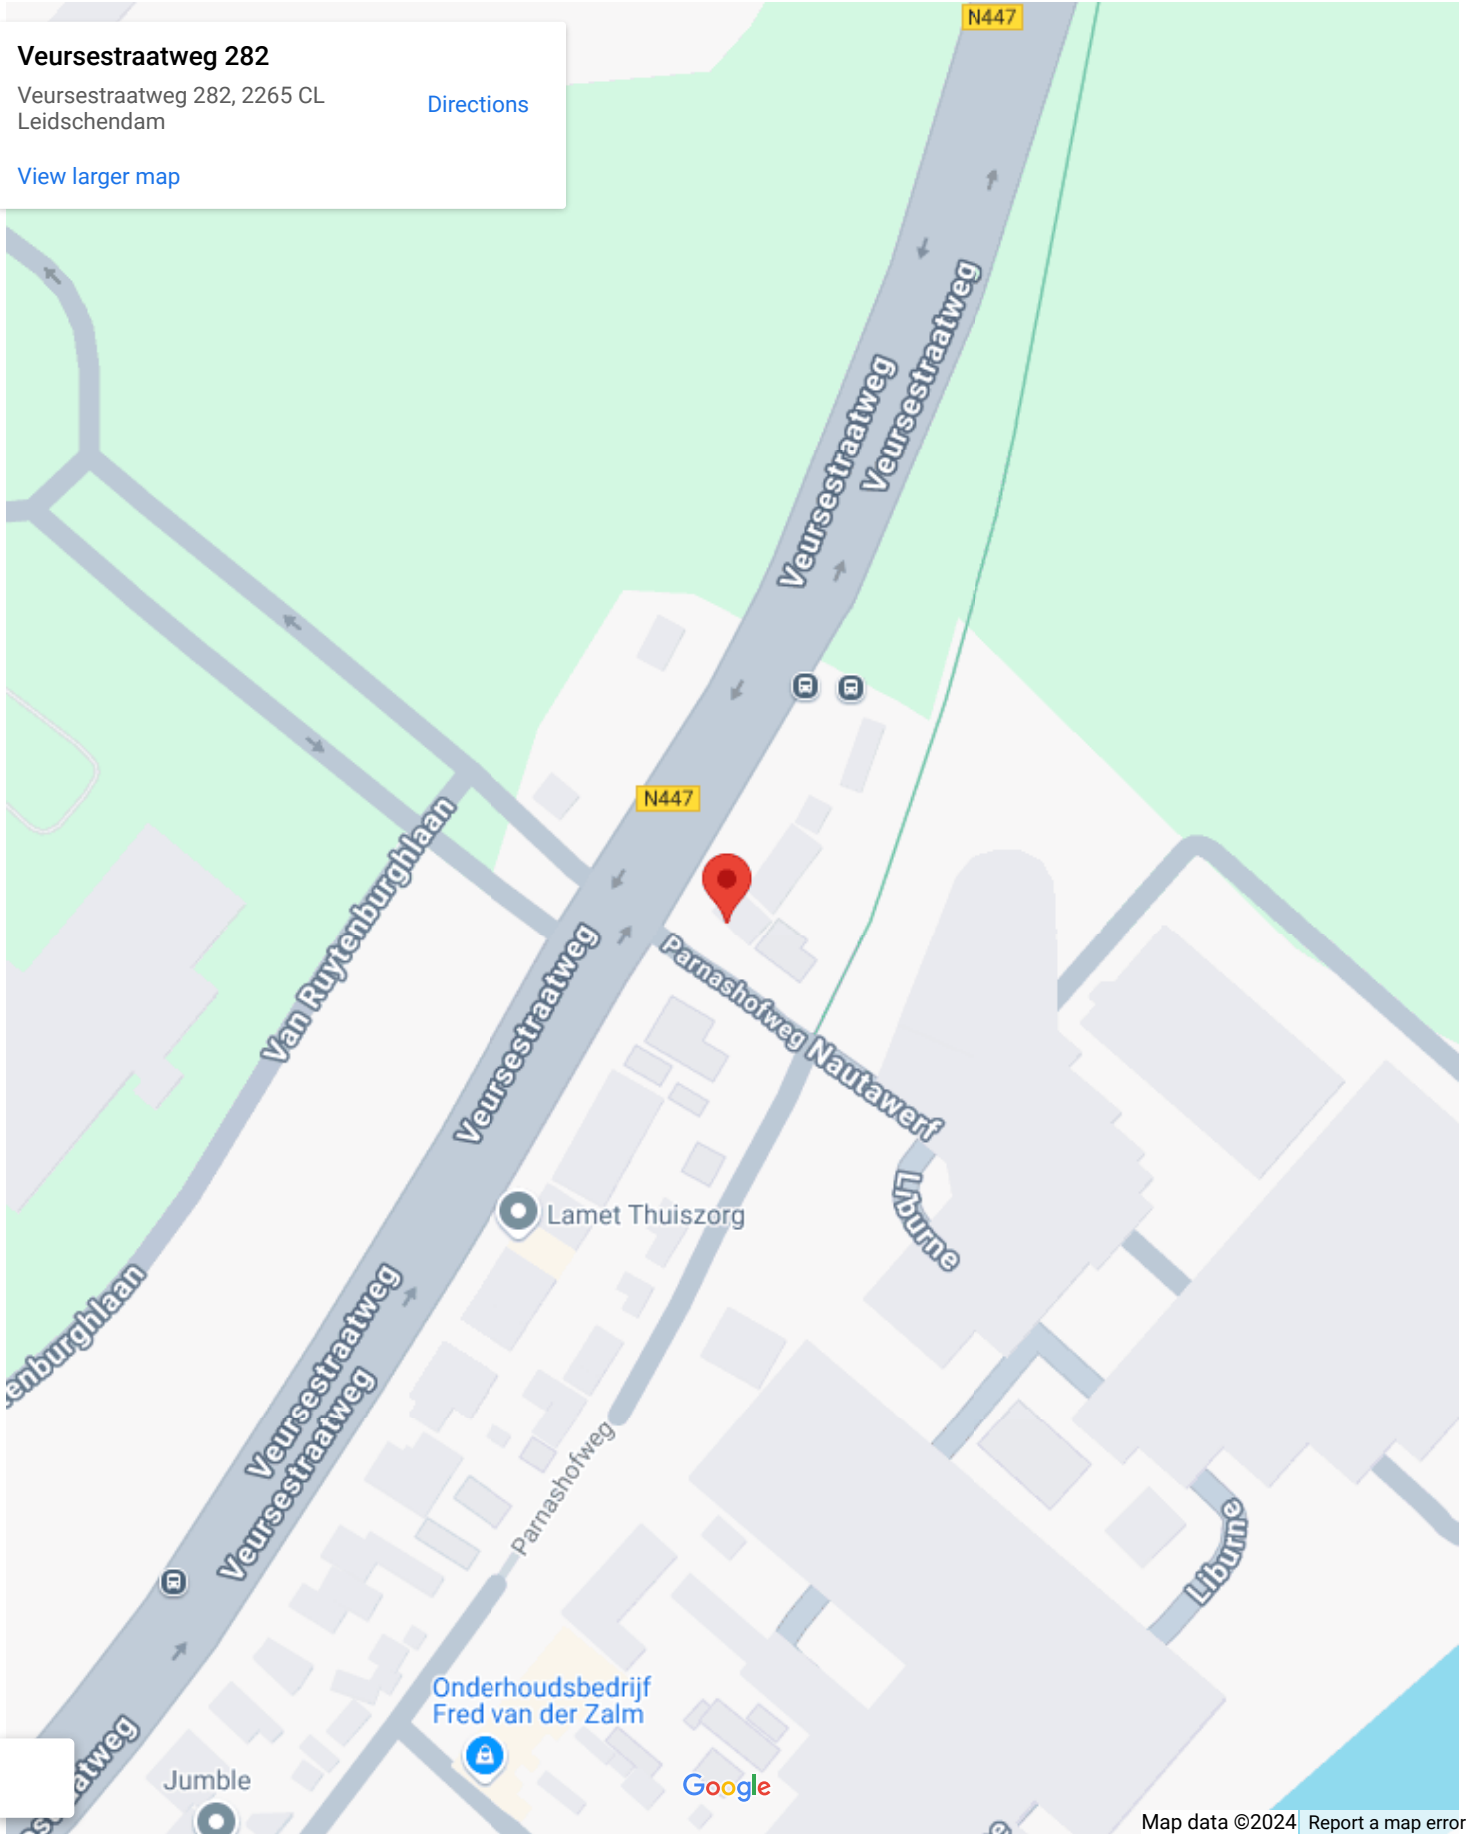 N447
Veursestraatweg 282
Veursestraatweg 282, 2265 CL
Leidschendam
Directions
View larger map
Veursestraatweg
Veursestraatweg
N447
Van Ruytenburghlaan
Veursestraatweg
Parnashofweg
Nautawerf
Liburne
Lamet Thuiszorg
enburghlaan
Veursestraatweg
Veursestraatweg
Parnashofweg
Liburne
Onderhoudsbedrijf
Fred van der Zalm
atweg
Jumble
Google
Map data ©2024
Report a map error